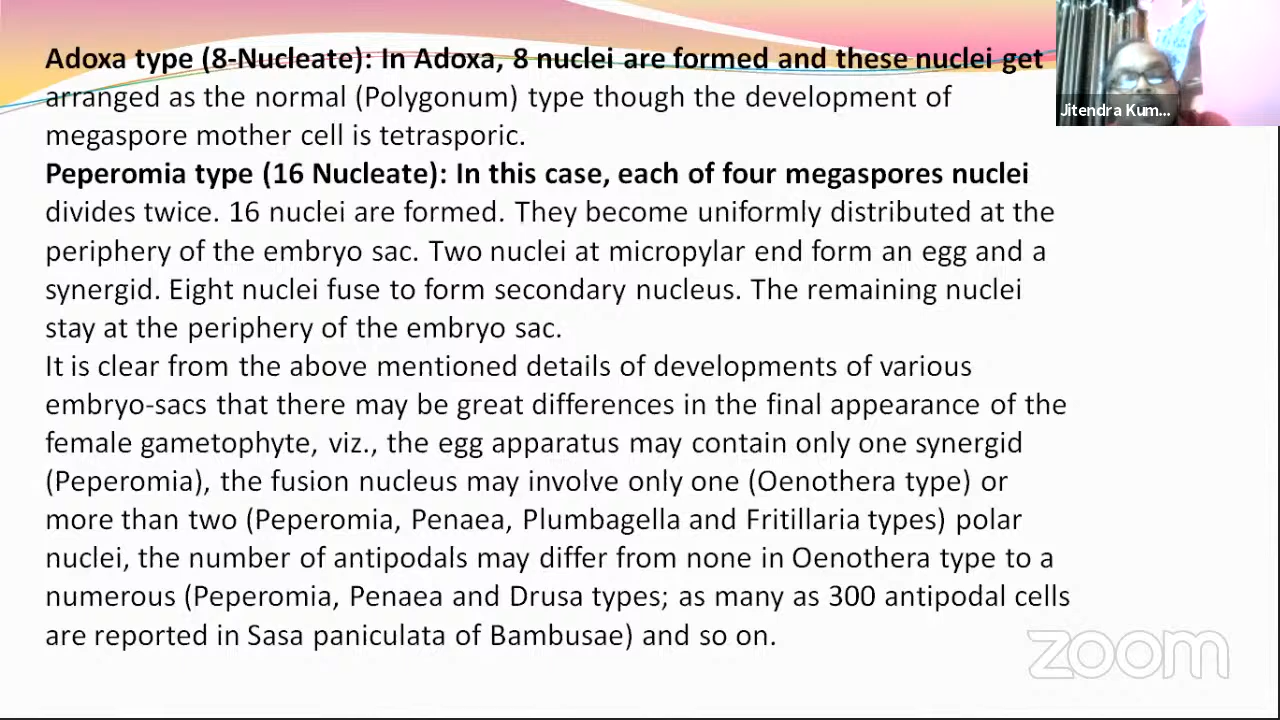 Adoxa type (8-Nucleate): In Adoxa, 8 nuclei are formed and these nuclei get
arranged as the normal (Polygonum) type though the development of
megaspore mother cell is tetrasporic.
Peperomia type (16 Nucleate): In this case, each of four megaspores nuclei
divides twice. 16 nuclei are formed. They become uniformly distributed at the
periphery of the embryo sac. Two nuclei at micropylar end form an egg and a
synergid. Eight nuclei fuse to form secondary nucleus. The remaining nuclei
stay at the periphery of the embryo sac.
It is clear from the above mentioned details of developments of various
embryo-sacs that there may be great differences in the final appearance of the
female gametophyte, viz., the egg apparatus may contain only one synergid
(Peperomia), the fusion nucleus may involve only one (Oenothera type) or
more than two (Peperomia, Penaea, Plumbagella and Fritillaria types) polar
nuclei, the number of antipodals may differ from none in Oenothera type to a
numerous (Peperomia, Penaea and Drusa types; as many as 300 antipodal cells
are reported in Sasa paniculata of Bambusae) and so on.
Jitendra Kum...
zoom